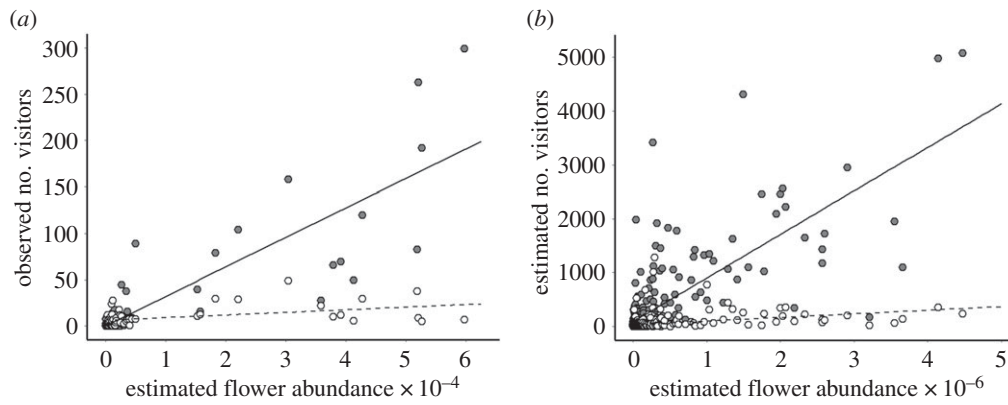 (a)
300
250
200
150
100
50
0
observed no. visitors
0 1 2 3 4 5 6
estimated flower abundance × 10⁻⁴
(b)
5000
4000
3000
2000
1000
0
estimated no. visitors
0 1 2 3 4 5
estimated flower abundance × 10⁻⁶